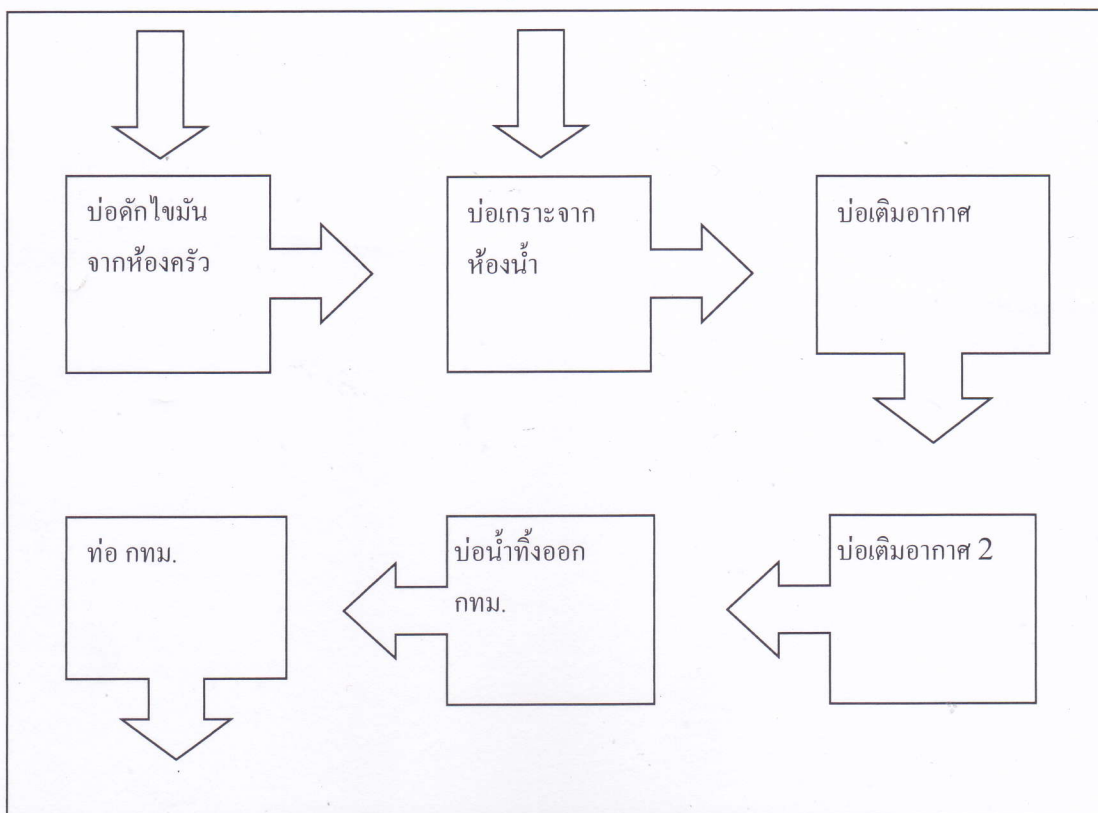 บ่อดักไขมัน
จากห้องครัว
บ่อเกราะจาก
ห้องน้ำ
บ่อเติมอากาศ
ท่อ กทม.
บ่อน้ำทิ้งออก
กทม.
บ่อเติมอากาศ 2